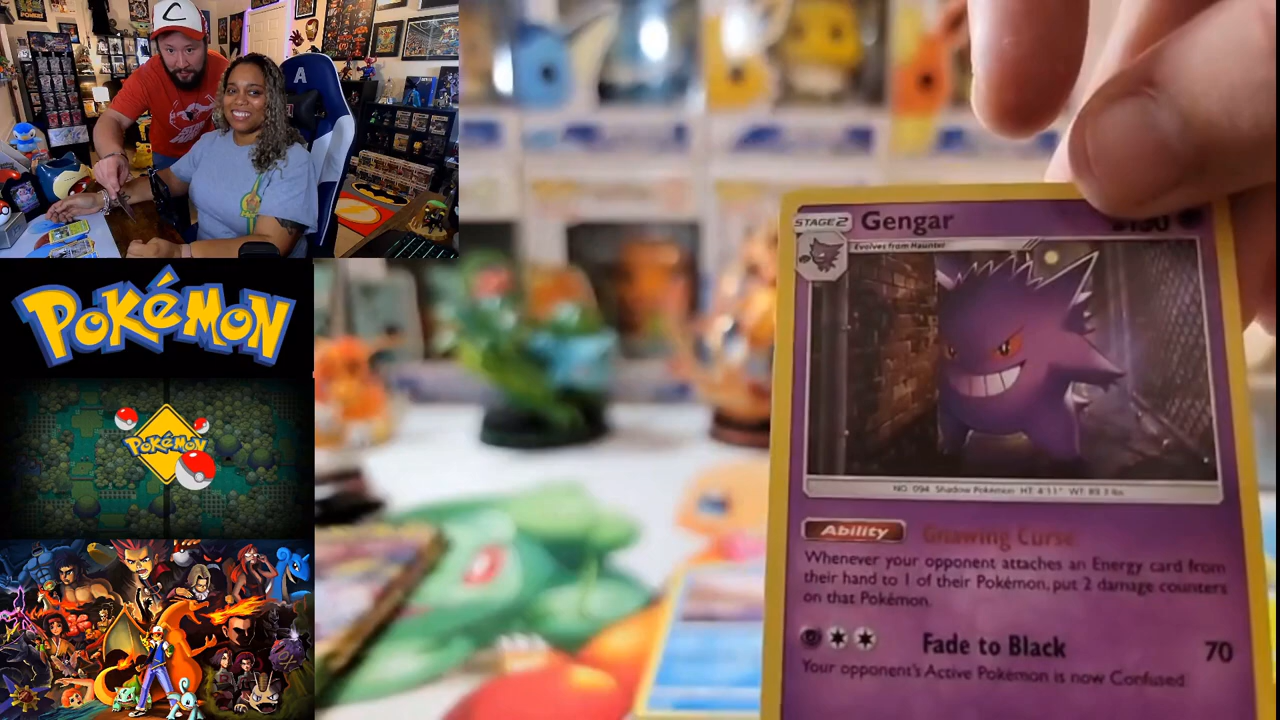 A
POKéMON
POKéMON
STAGE 2
Gengar
Evolves from Haunter
NO. 094 Shadow Pokémon HT: 4'11" WT: 89.3 lbs
Ability Gnawing Curse
Whenever your opponent attaches an Energy card from
their hand to 1 of their Pokémon, put 2 damage counters
on that Pokémon.
Fade to Black 70
Your opponent's Active Pokémon is now Confused.